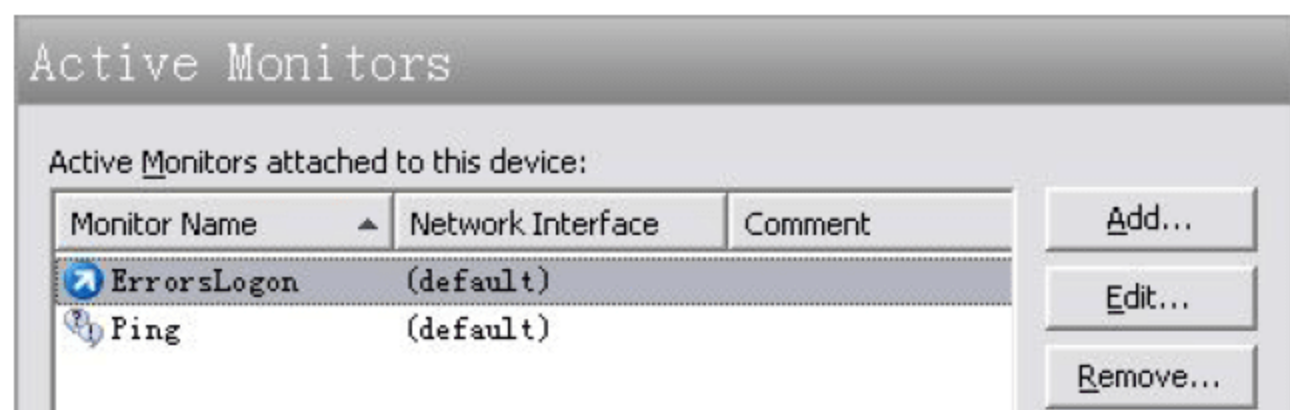 Active Monitors
Active Monitors attached to this device:
Monitor Name Network Interface Comment
Add...
ErrorsLogon (default)
Edit...
Ping (default)
Remove...